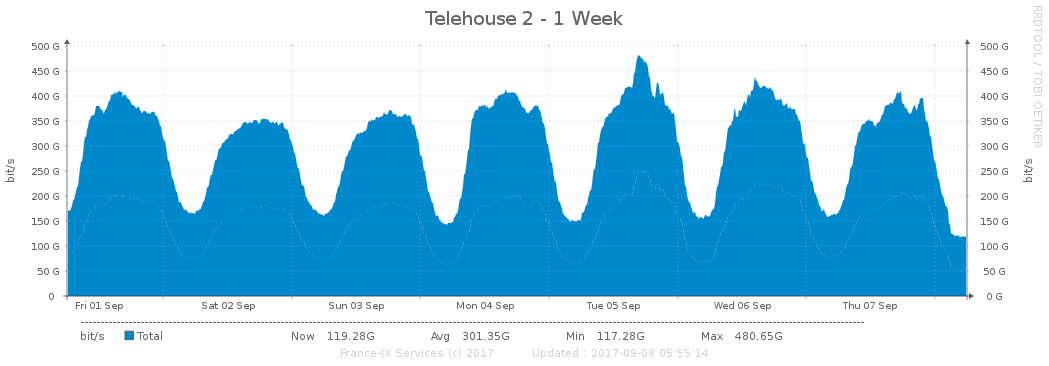 Telehouse 2 - 1 Week
RRDTOOL / TOBI OETIKER
500 G 500 G
450 G 450 G
400 G 400 G
350 G 350 G
300 G 300 G
250 G 250 G
200 G 200 G
150 G 150 G
100 G 100 G
50 G 50 G
0 0 G
bit/s bit/s
Fri 01 Sep Sat 02 Sep Sun 03 Sep Mon 04 Sep Tue 05 Sep Wed 06 Sep Thu 07 Sep
bit/s Total Now 119.28G Avg 301.35G Min 117.28G Max 480.65G
France-IX Services (c) 2017 Updated : 2017-09-08 05:55:14